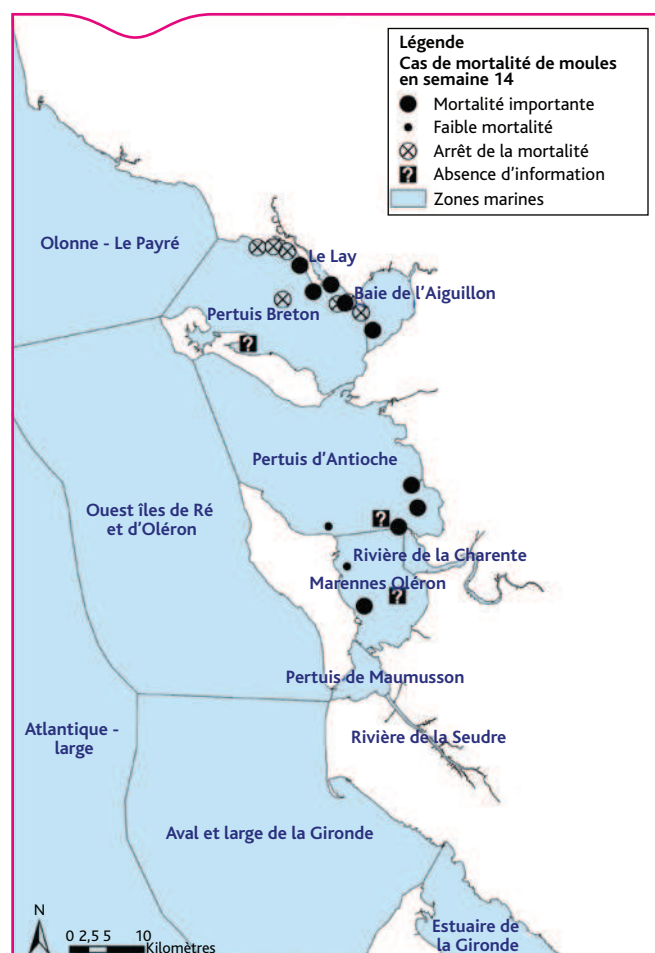 Légende
Cas de mortalité de moules
en semaine 14
Mortalité importante
Faible mortalité
Arrêt de la mortalité
? Absence d'information
Zones marines
Olonne - Le Payré
Le Lay
Baie de l'Aiguillon
Pertuis Breton
?
Pertuis d'Antioche
Ouest îles de Ré
et d'Oléron
?
Rivière de la Charente
Marennes Oléron
?
Pertuis de Maumusson
Atlantique -
large
Rivière de la Seudre
Aval et large de la Gironde
Estuaire de
la Gironde
N
0 2,5 5 10
Kilomètres